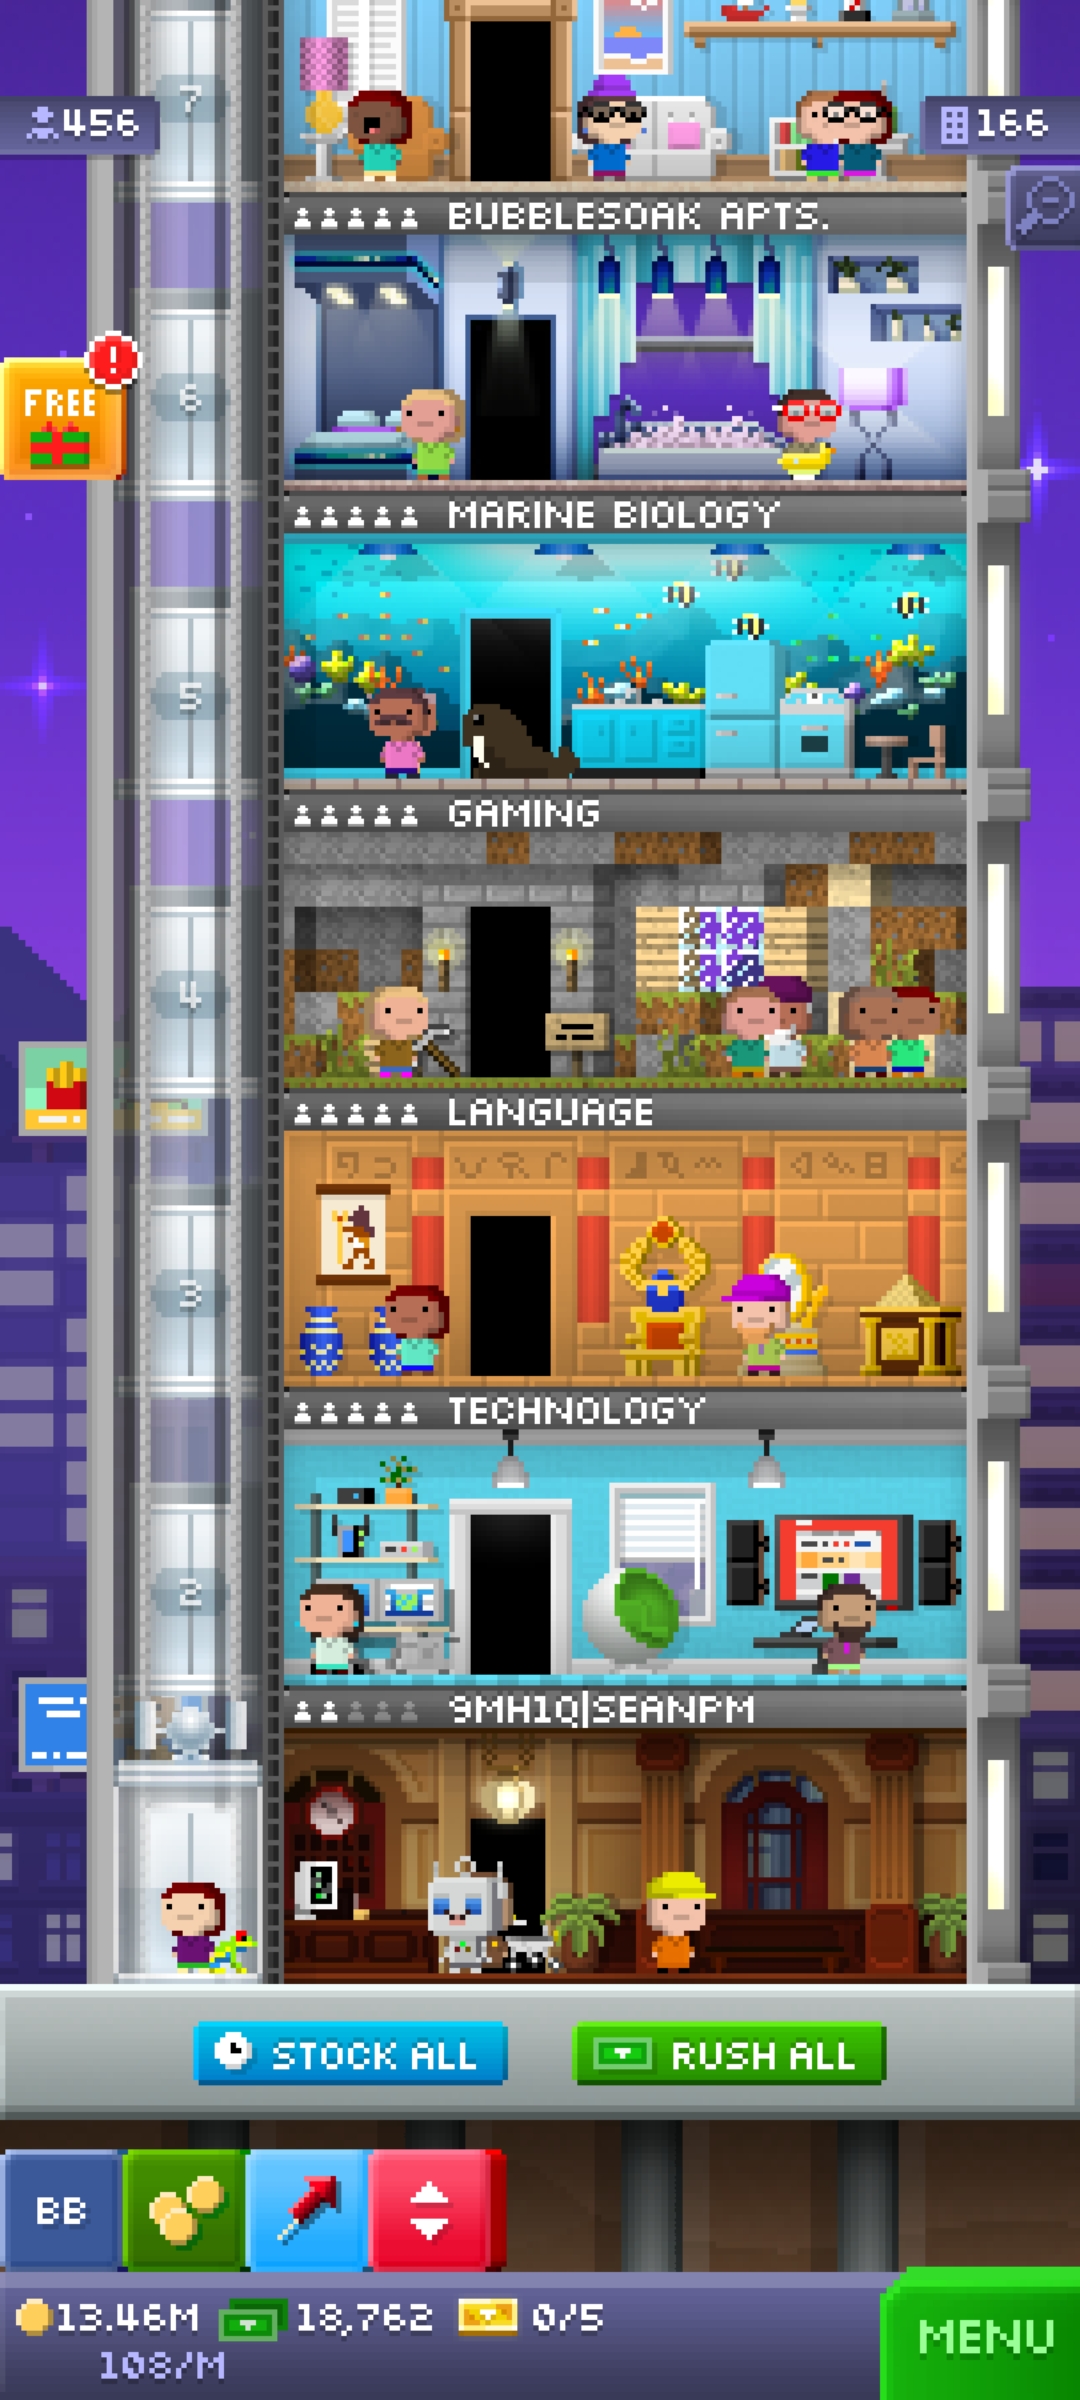 7
456
166
BUBBLESOAK APTS.
6
FREE
!
MARINE BIOLOGY
5
GAMING
4
LANGUAGE
3
TECHNOLOGY
2
9MH1Q|SEANPM
STOCK ALL
RUSH ALL
BB
13.46M
18,762
0/5
108/M
MENU